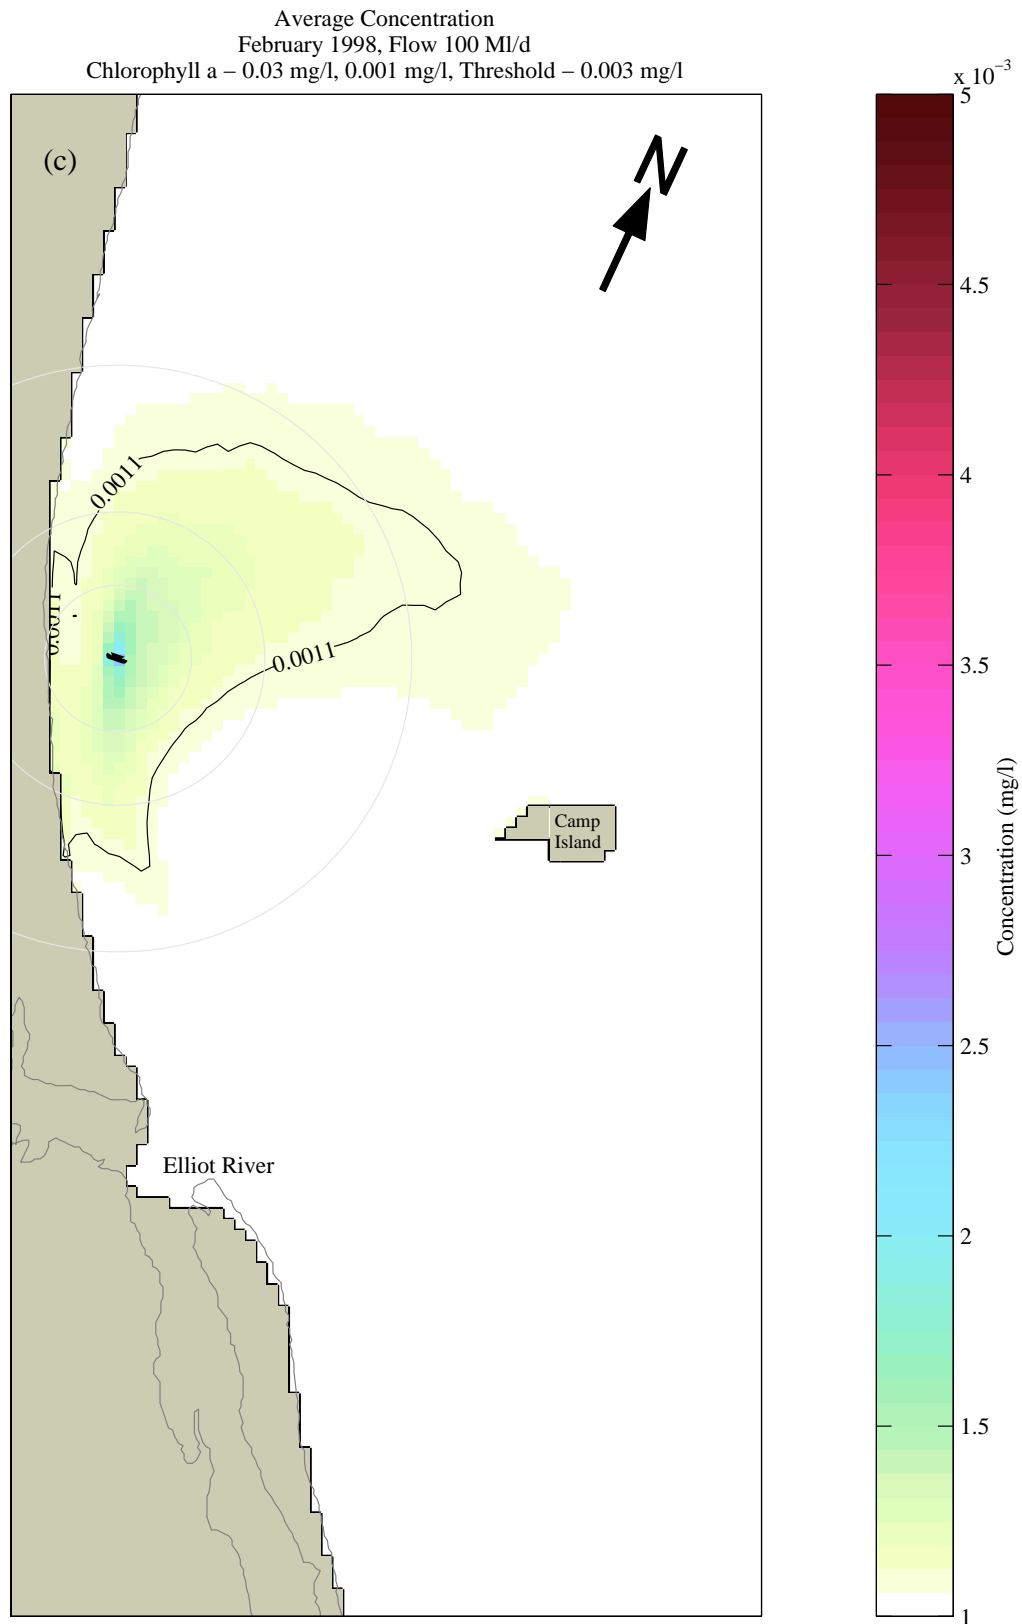 Average Concentration
February 1998, Flow 100 Ml/d
Chlorophyll a – 0.03 mg/l, 0.001 mg/l, Threshold – 0.003 mg/l
x 10⁻³
(c)
N
0.0011
0.0011
0.0011
Camp
Island
Elliot River
5
4.5
4
3.5
3
2.5
2
1.5
1
Concentration (mg/l)